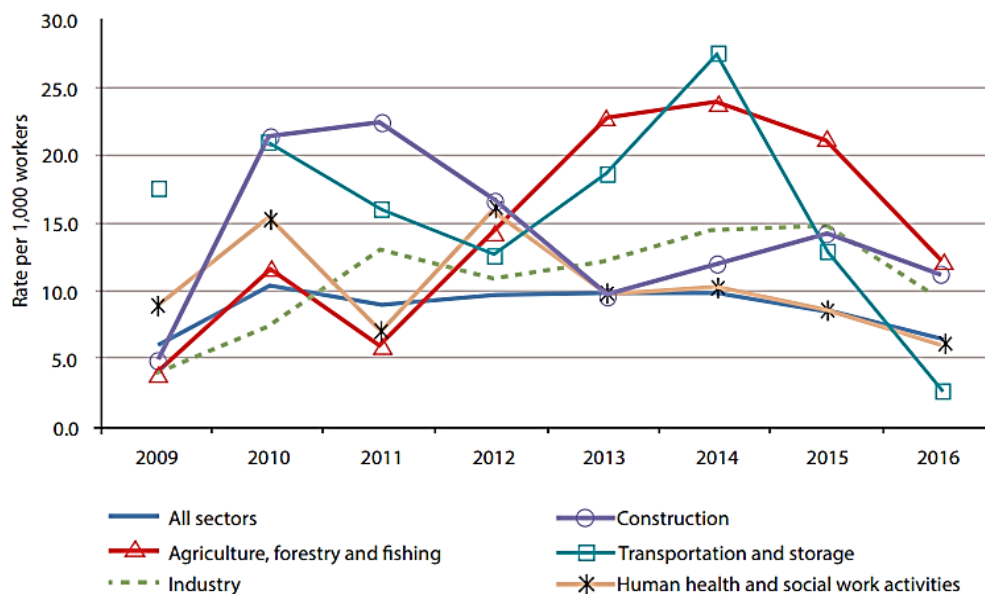 30.0
25.0
20.0
15.0
10.0
5.0
0.0
Rate per 1,000 workers
2009 2010 2011 2012 2013 2014 2015 2016
All sectors Construction
Agriculture, forestry and fishing Transportation and storage
Industry Human health and social work activities